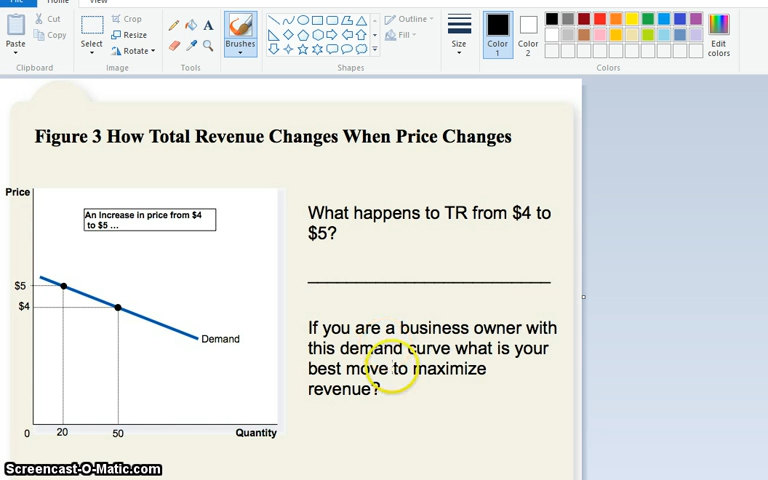 File
Home
View
Paste
Cut
Copy
Clipboard
Select
Crop
Resize
Rotate
Image
A
Tools
Brushes
Shapes
Outline
Fill
Size
Color
1
Color
2
Colors
Edit
colors
Figure 3 How Total Revenue Changes When Price Changes
Price
An Increase in price from $4
to $5 ...
$5
$4
Demand
0
20
50
Quantity
What happens to TR from $4 to
$5?
If you are a business owner with
this demand curve what is your
best move to maximize
revenue?
Screencast-O-Matic.com